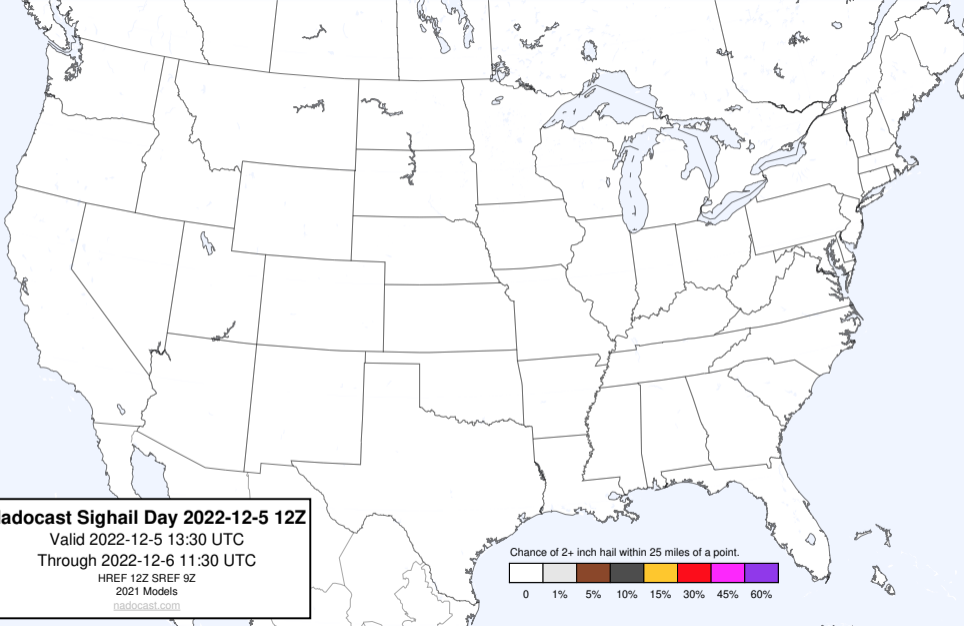 adocast Sighail Day 2022-12-5 12Z
Valid 2022-12-5 13:30 UTC
Through 2022-12-6 11:30 UTC
HREF 12Z SREF 9Z
2021 Models
nadocast.com
Chance of 2+ inch hail within 25 miles of a point.
0 1% 5% 10% 15% 30% 45% 60%